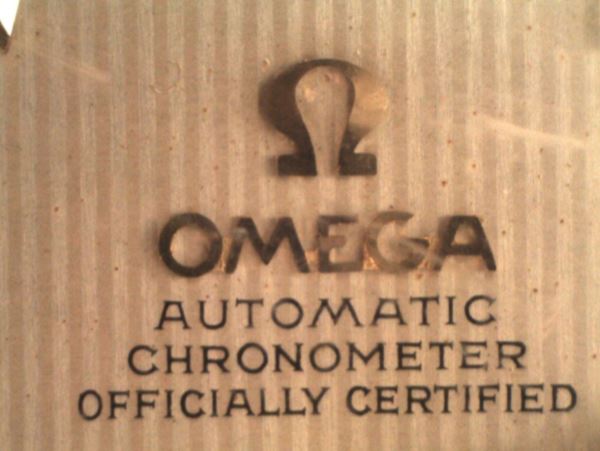 Ω
OMEGA
AUTOMATIC
CHRONOMETER
OFFICIALLY CERTIFIED